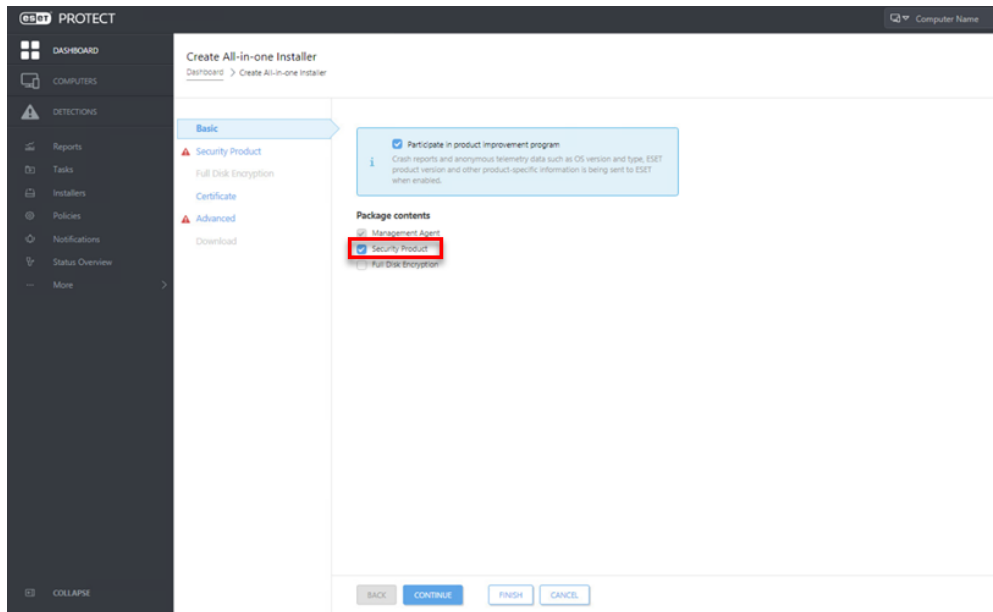 eset PROTECT
Computer Name
DASHBOARD
COMPUTERS
DETECTIONS
Reports
Tasks
Installers
Policies
Notifications
Status Overview
More
COLLAPSE
Create All-in-one Installer
Dashboard > Create All-in-one Installer
Basic
Security Product
Full Disk Encryption
Certificate
Advanced
Download
Participate in product improvement program
Crash reports and anonymous telemetry data such as OS version and type, ESET
product version and other product-specific information is being sent to ESET
when enabled.
Package contents
Management Agent
Security Product
Full Disk Encryption
BACK
CONTINUE
FINISH
CANCEL